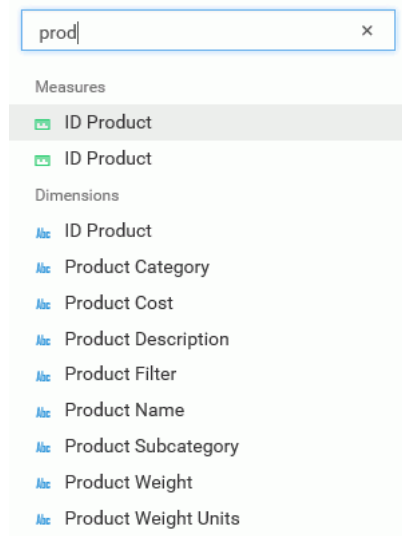 prod
Measures
ID Product
ID Product
Dimensions
Abc ID Product
Abc Product Category
Abc Product Cost
Abc Product Description
Abc Product Filter
Abc Product Name
Abc Product Subcategory
Abc Product Weight
Abc Product Weight Units